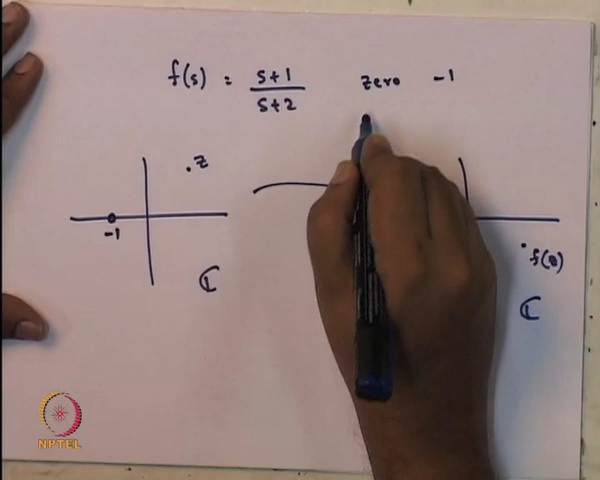 f(s) = s+1 / s+2 zero -1
z
-1
ℂ
f(z)
ℂ
NPTEL